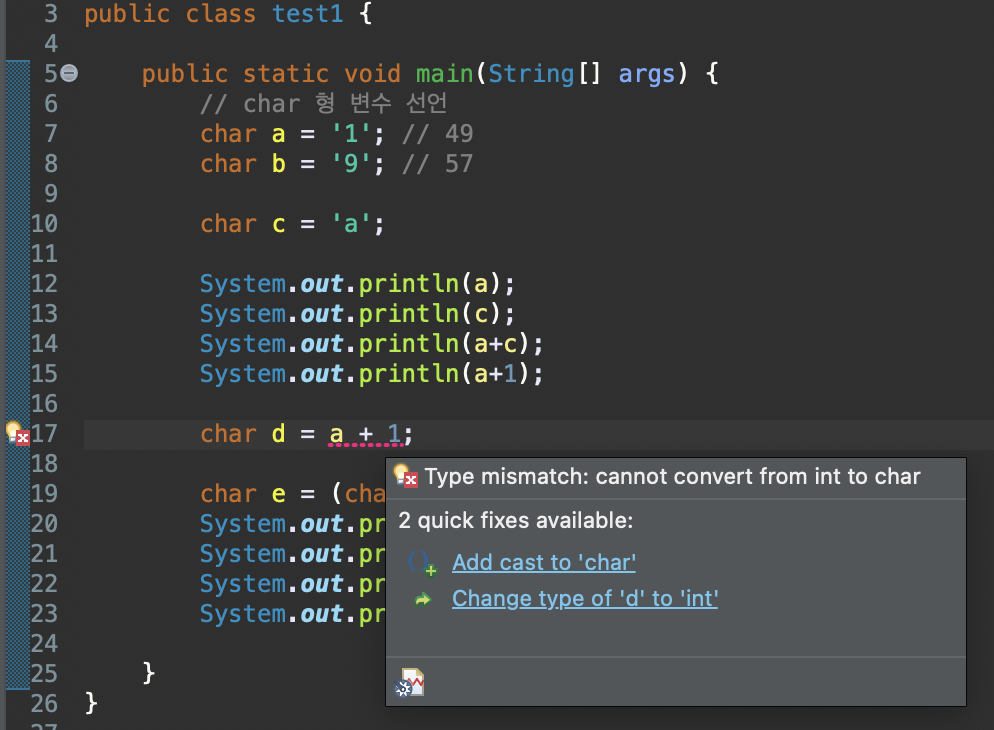 3 public class test1 {
4
5 public static void main(String[] args) {
6 // char 형 변수 선언
7 char a = '1'; // 49
8 char b = '9'; // 57
9
10 char c = 'a';
11
12 System.out.println(a);
13 System.out.println(c);
14 System.out.println(a+c);
15 System.out.println(a+1);
16
17 char d = a + 1;
18
Type mismatch: cannot convert from int to char
19 char e = (cha
2 quick fixes available:
20 System.out.pr
21 System.out.pr
Add cast to 'char'
22 System.out.pr
Change type of 'd' to 'int'
23 System.out.pr
24
25 }
26 }
27